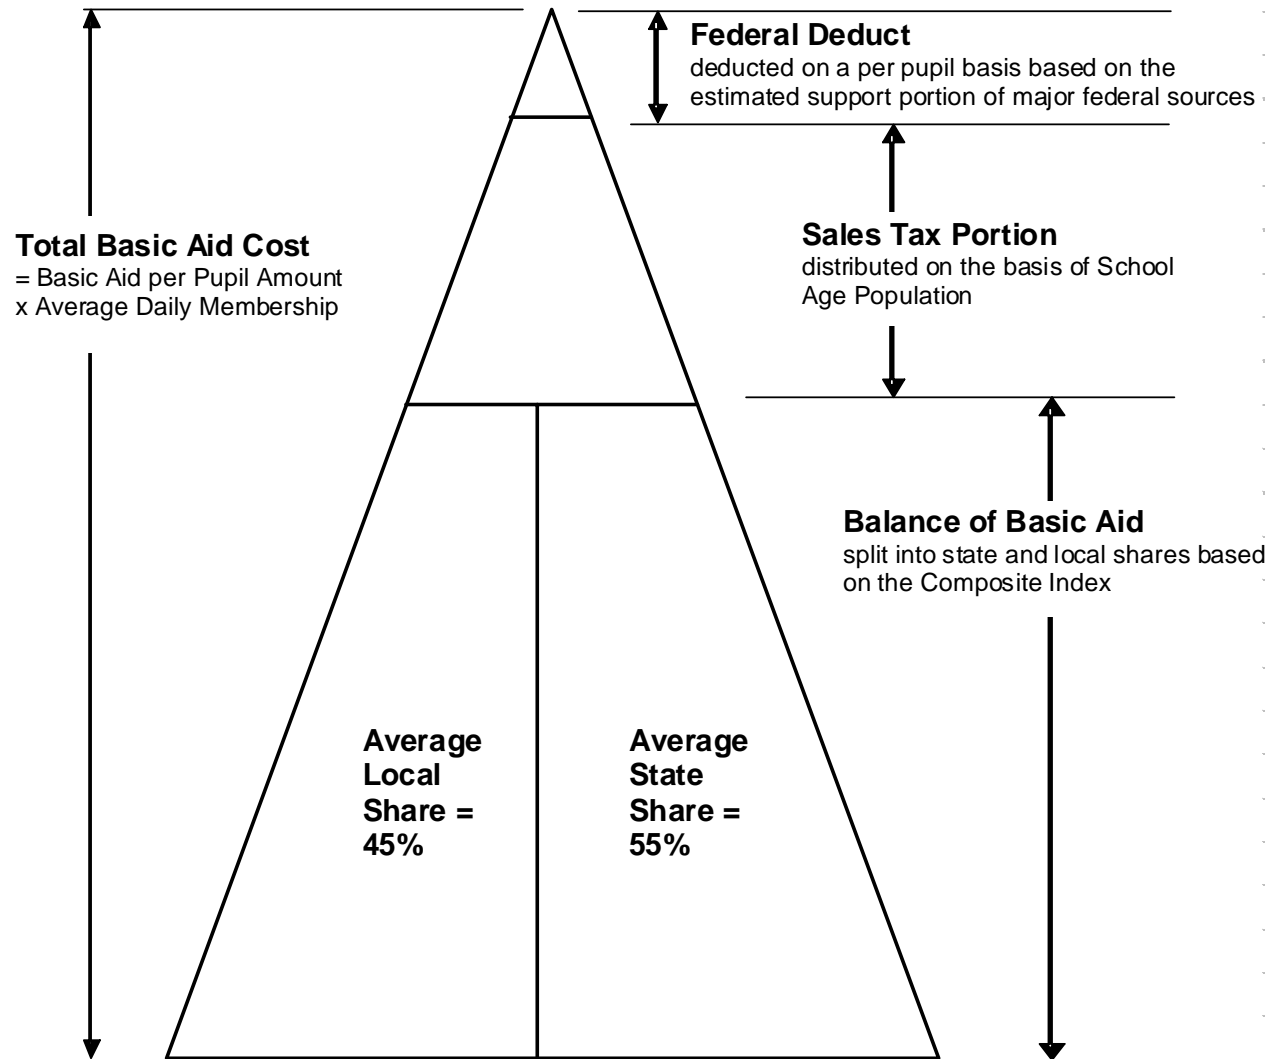 Federal Deduct
deducted on a per pupil basis based on the
estimated support portion of major federal sources
Total Basic Aid Cost
= Basic Aid per Pupil Amount
x Average Daily Membership
Sales Tax Portion
distributed on the basis of School
Age Population
Balance of Basic Aid
split into state and local shares based
on the Composite Index
Average
Local
Share =
45%
Average
State
Share =
55%